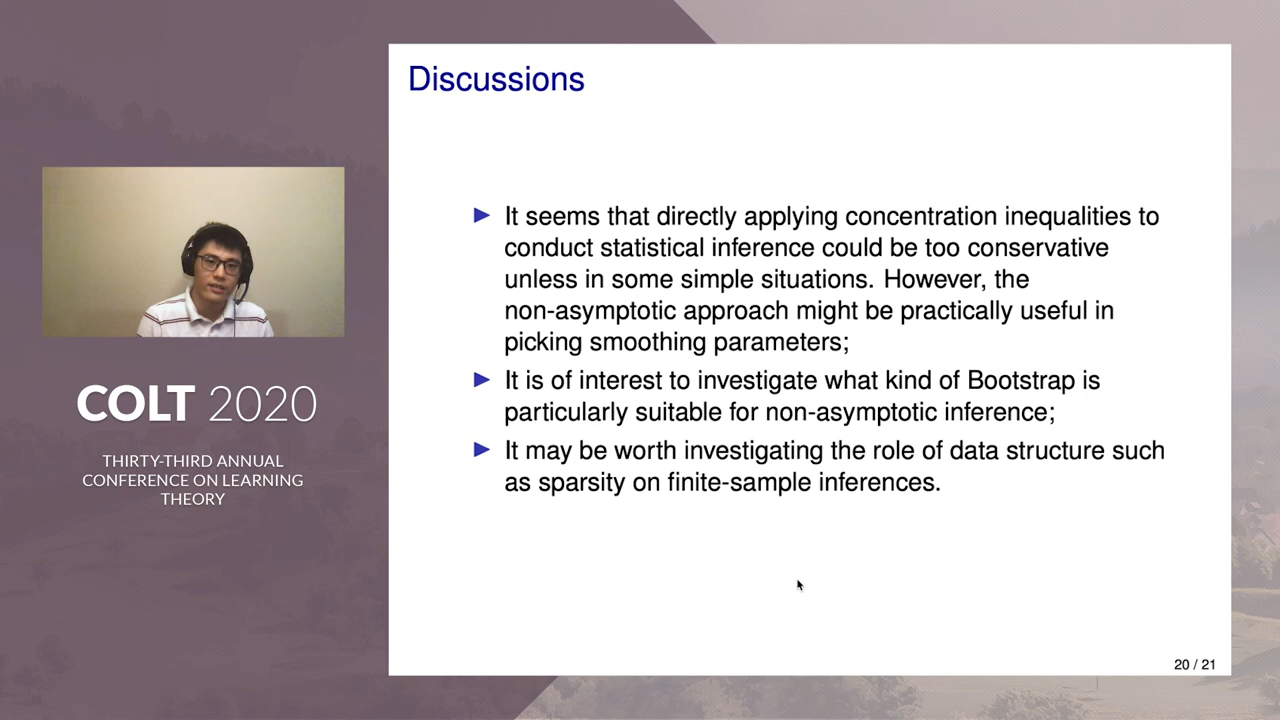 COLT 2020
THIRTY-THIRD ANNUAL
CONFERENCE ON LEARNING
THEORY
Discussions
► It seems that directly applying concentration inequalities to
conduct statistical inference could be too conservative
unless in some simple situations. However, the
non-asymptotic approach might be practically useful in
picking smoothing parameters;
► It is of interest to investigate what kind of Bootstrap is
particularly suitable for non-asymptotic inference;
► It may be worth investigating the role of data structure such
as sparsity on finite-sample inferences.
20 / 21